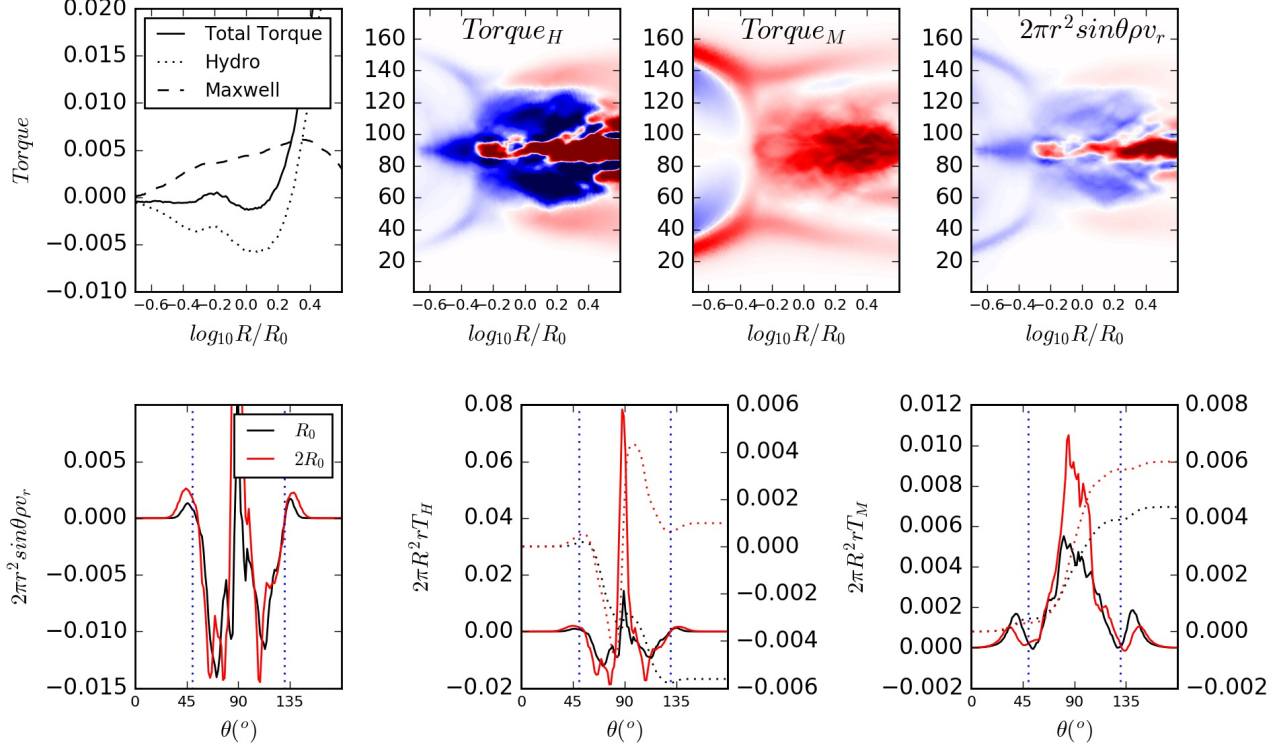 0.020
0.015
0.010
0.005
0.000
−0.005
−0.010
Torque
Total Torque
Hydro
Maxwell
−0.6−0.4−0.2 0.0 0.2 0.4
log10R/R0
160
140
120
100
80
60
40
20
TorqueH
−0.6−0.4−0.2 0.0 0.2 0.4
log10R/R0
160
140
120
100
80
60
40
20
TorqueM
−0.6−0.4−0.2 0.0 0.2 0.4
log10R/R0
160
140
120
100
80
60
40
20
2πr²sinθρvr
−0.6−0.4−0.2 0.0 0.2 0.4
log10R/R0
0.005
0.000
−0.005
−0.010
−0.015
2πr²sinθρvr
R0
2R0
0 45 90 135
θ(°)
0.08
0.06
0.04
0.02
0.00
−0.02
2πR²rTH
0.006
0.004
0.002
0.000
−0.002
−0.004
−0.006
0 45 90 135
θ(°)
0.012
0.010
0.008
0.006
0.004
0.002
0.000
−0.002
2πR²rTM
0.008
0.006
0.004
0.002
0.000
−0.002
0 45 90 135
θ(°)